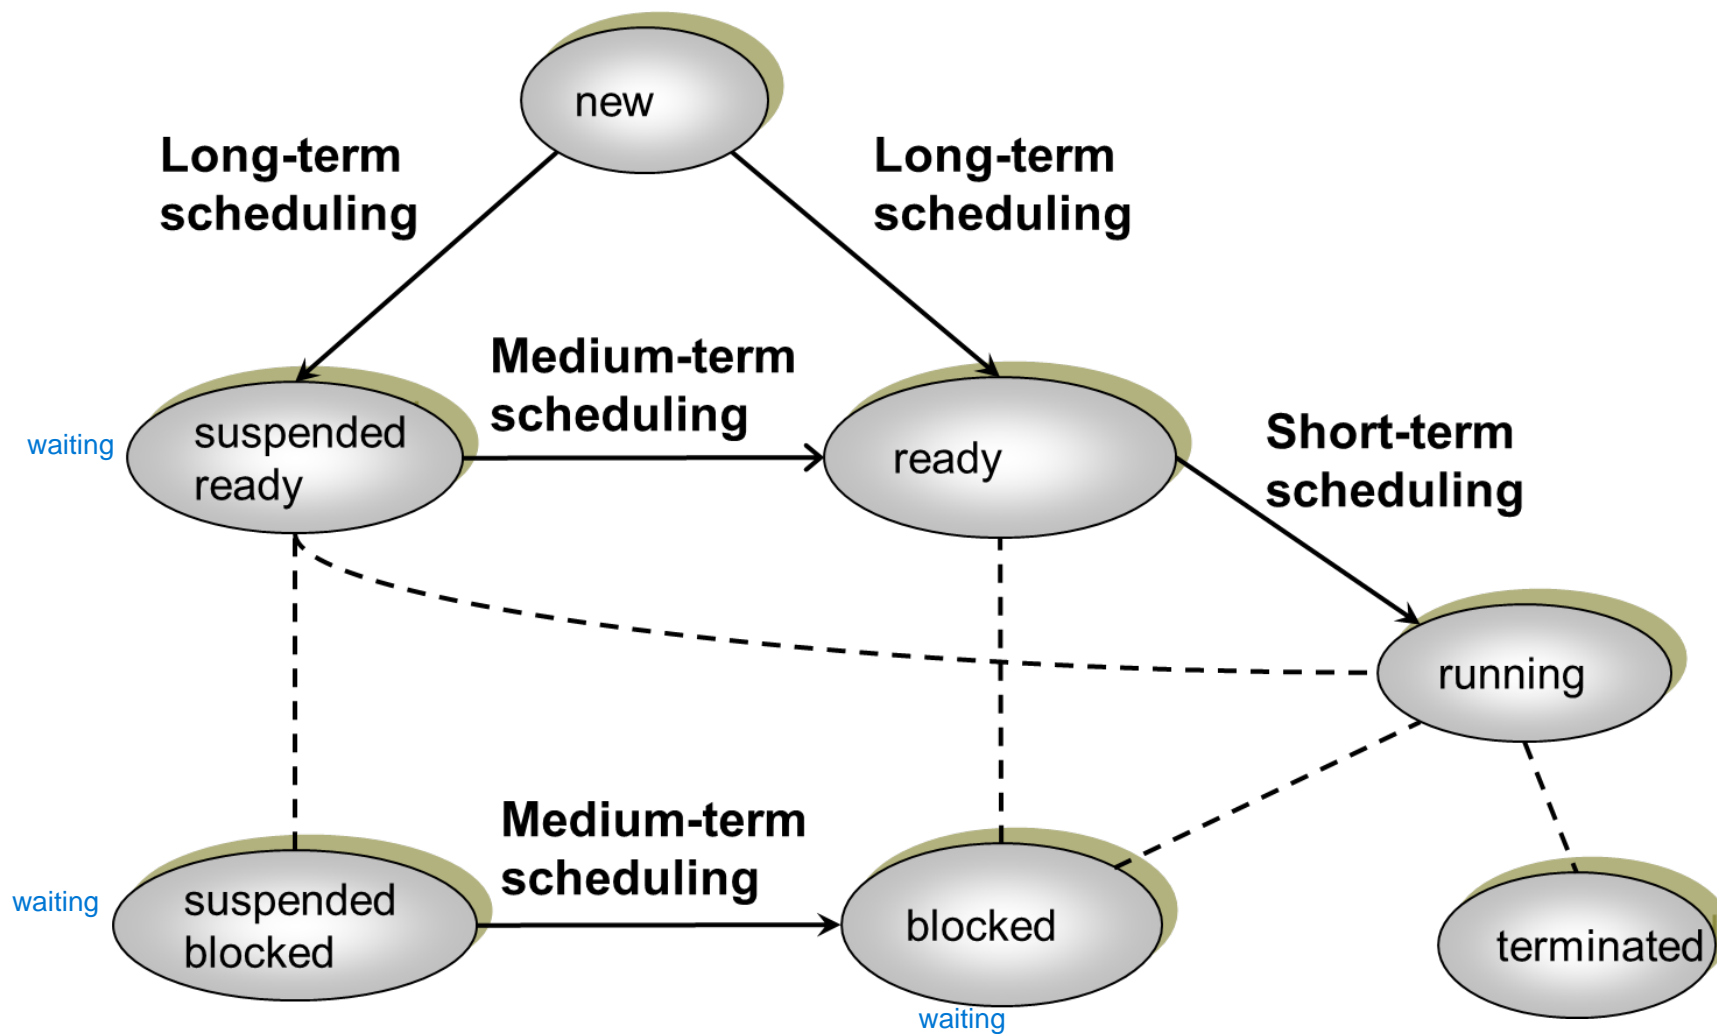 new
Long-term
scheduling
Long-term
scheduling
Medium-term
scheduling
waiting
suspended
ready
ready
Short-term
scheduling
running
Medium-term
scheduling
waiting
suspended
blocked
blocked
terminated
waiting